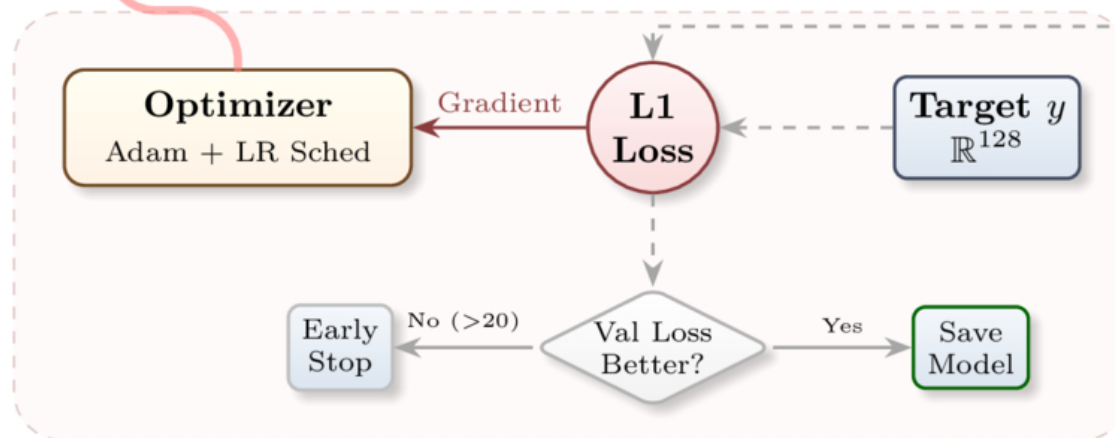 Optimizer
Adam + LR Sched
Gradient
L1
Loss
Target y
ℝ¹²⁸
Early
Stop
No (>20)
Val Loss
Better?
Yes
Save
Model